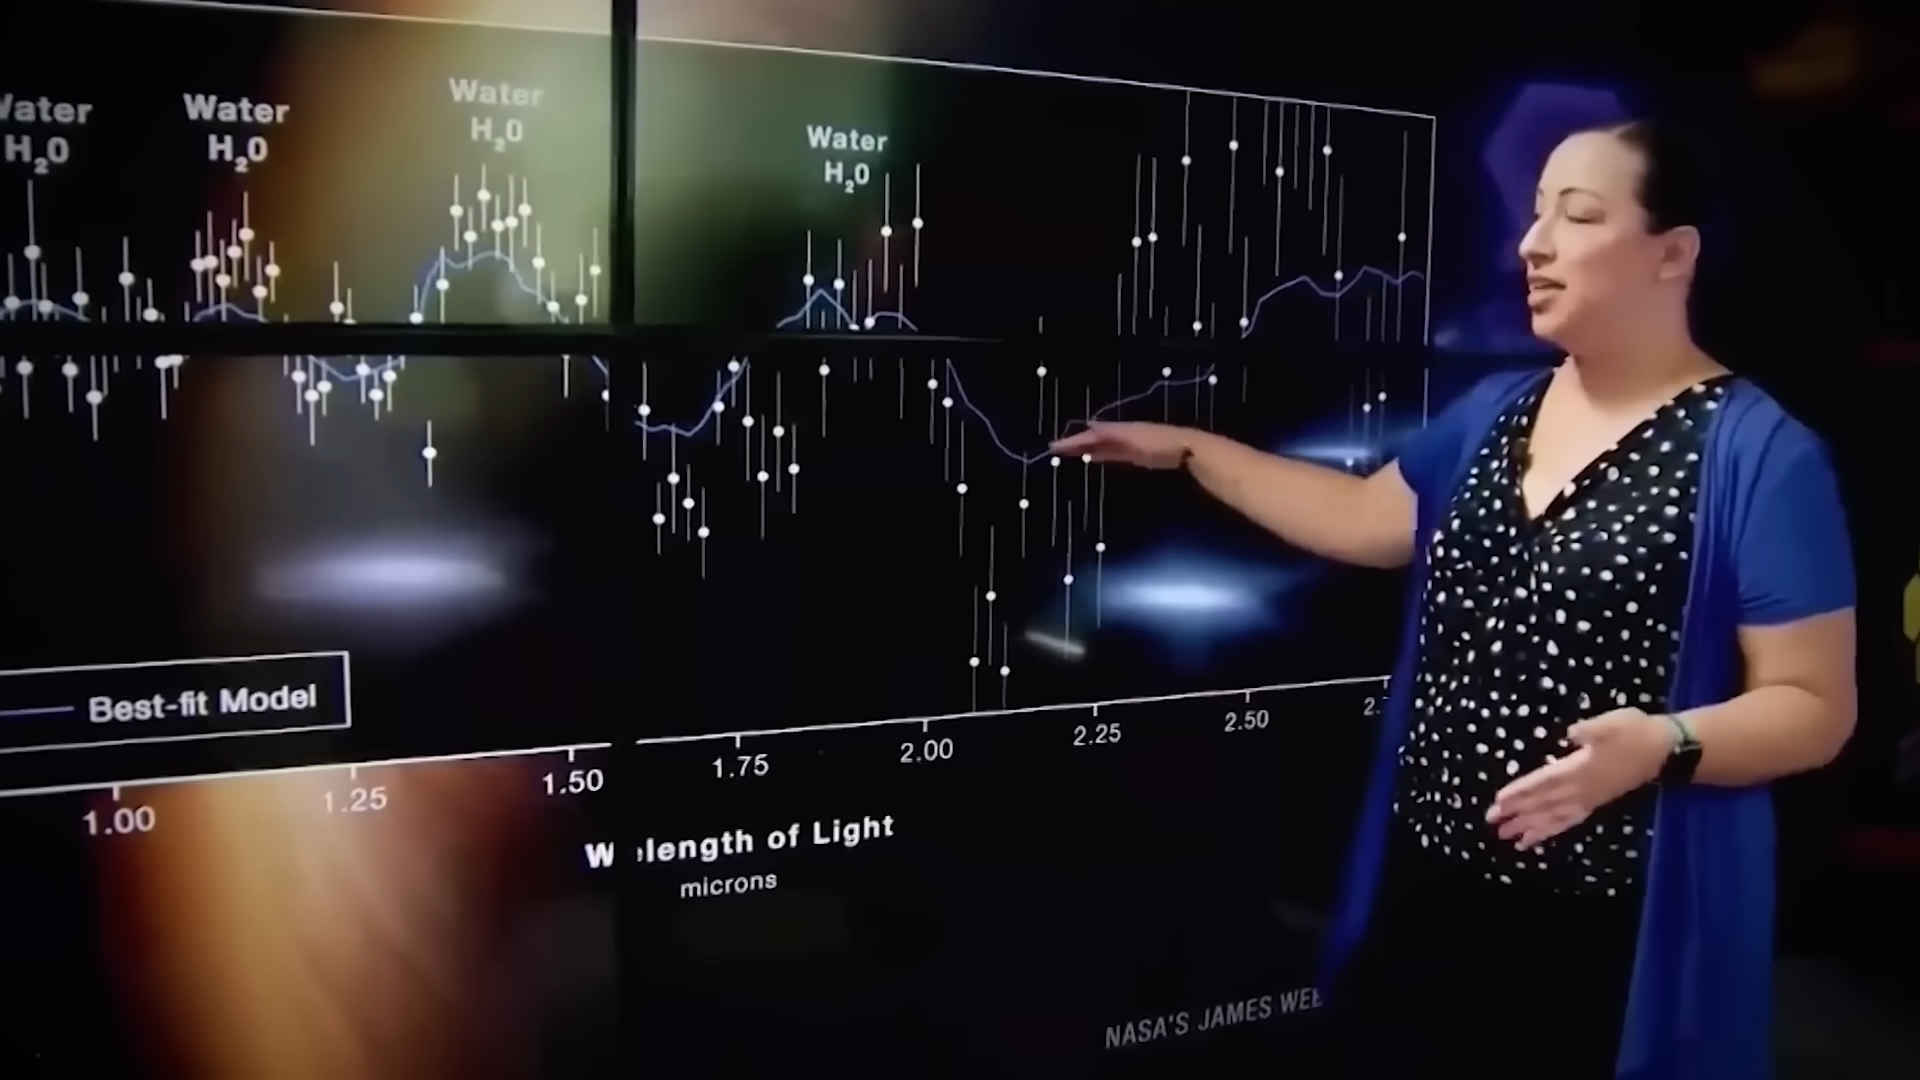 Water
H₂O
Water
H₂O
Water
H₂O
Water
H₂O
Best-fit Model
1.00
1.25
1.50
1.75
2.00
2.25
2.50
of Light
microns
NASA'S JAMES